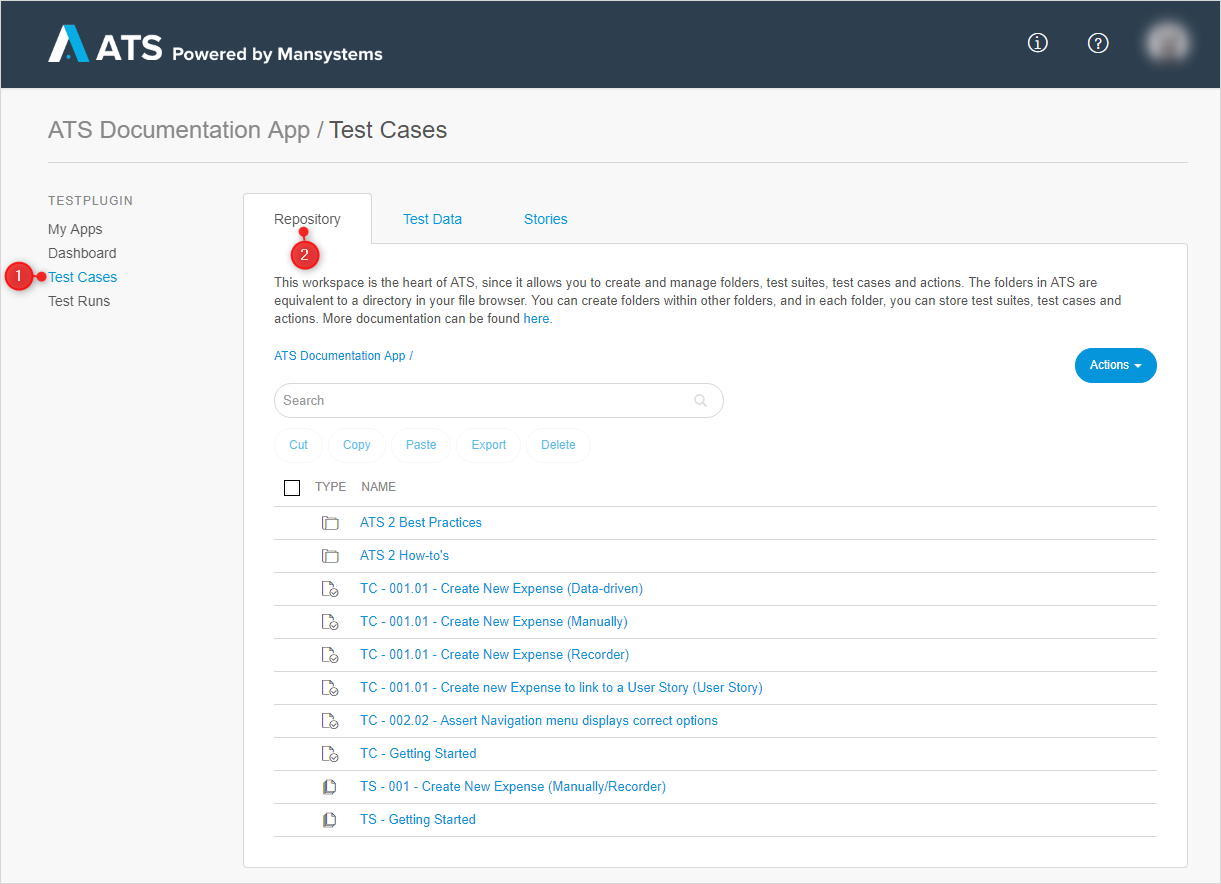 ATS Powered by Mansystems
ATS Documentation App / Test Cases
TESTPLUGIN
My Apps
Dashboard
1
Test Cases
Test Runs
Repository
Test Data
Stories
2
This workspace is the heart of ATS, since it allows you to create and manage folders, test suites, test cases and actions. The folders in ATS are
equivalent to a directory in your file browser. You can create folders within other folders, and in each folder, you can store test suites, test cases and
actions. More documentation can be found here.
ATS Documentation App /
Actions
Search
Cut
Copy
Paste
Export
Delete
TYPE NAME
ATS 2 Best Practices
ATS 2 How-to's
TC - 001.01 - Create New Expense (Data-driven)
TC - 001.01 - Create New Expense (Manually)
TC - 001.01 - Create New Expense (Recorder)
TC - 001.01 - Create new Expense to link to a User Story (User Story)
TC - 002.02 - Assert Navigation menu displays correct options
TC - Getting Started
TS - 001 - Create New Expense (Manually/Recorder)
TS - Getting Started